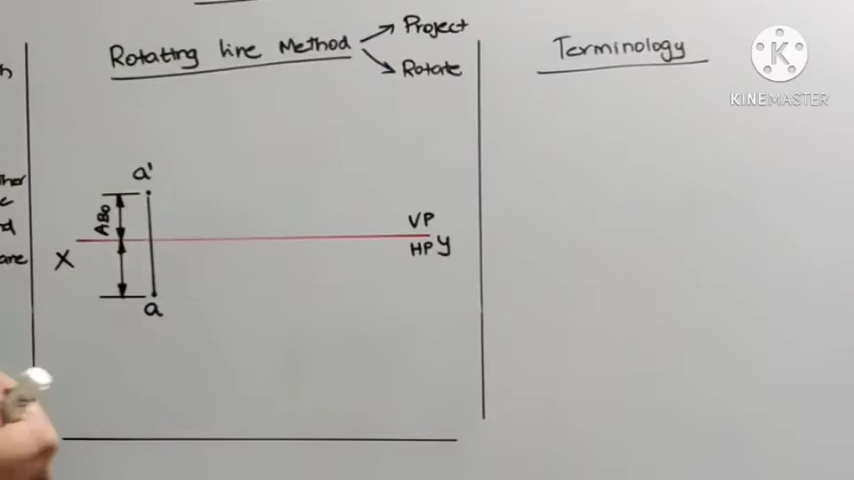 Rotating line Method
Project
Rotate
Terminology
K
KINEMASTER
a'
ABO
VP
X
HP y
a